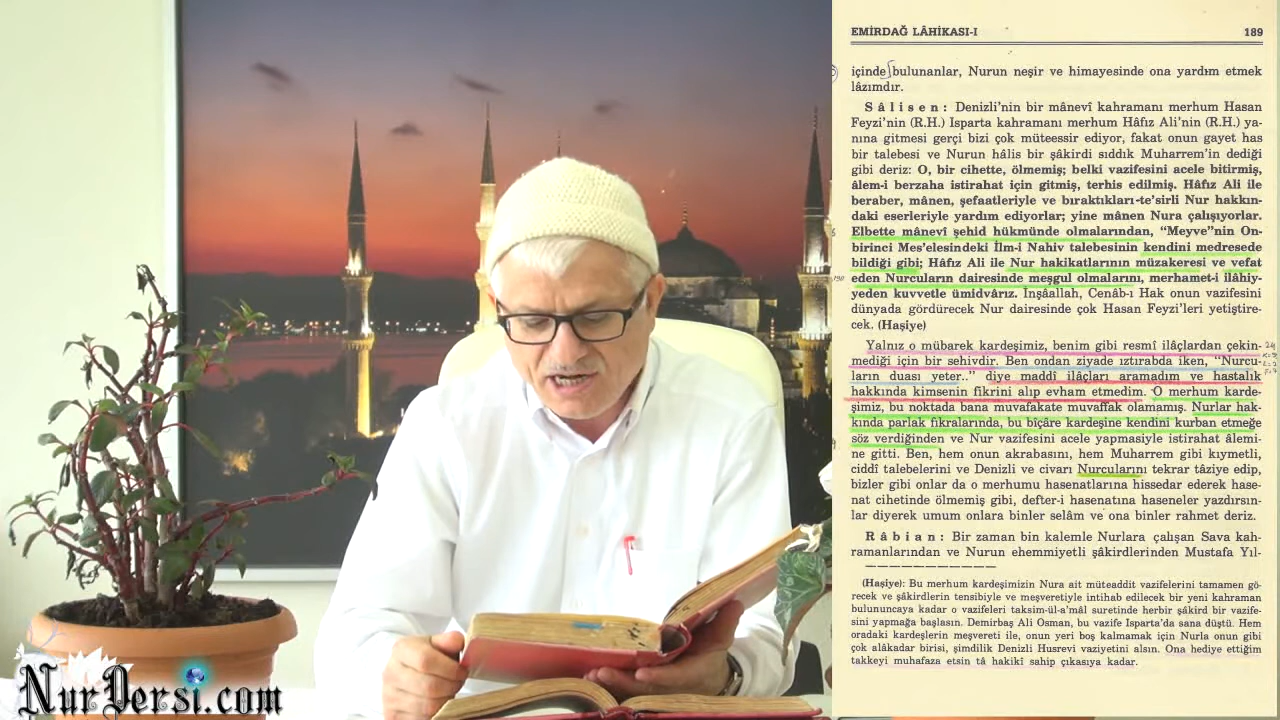 EMİRDAĞ LÂHİKASI-I 189
içinde bulunanlar, Nurun neşir ve himayesinde ona yardım etmek
lâzımdır.
Sâlisen: Denizli'nin bir mânevî kahramanı merhum Hasan
Feyzi'nin (R.H.) Isparta kahramanı merhum Hâfız Ali'nin (R.H.) ya-
nına gitmesi gerçi bizi çok müteessir ediyor, fakat onun gayet has
bir talebesi ve Nurun hâlis bir şâkirdi sıddık Muharrem'in dediği
gibi deriz: O, bir cihette, ölmemiş; belki vazifesini acele bitirmiş,
âlem-i berzaha istirahat için gitmiş, terhis edilmiş. Hâfız Ali ile
beraber, mânen, şefaatleriyle ve bıraktıkları-te'sirli Nur hakkın-
daki eserleriyle yardım ediyorlar; yine mânen Nura çalışıyorlar.
Elbette mânevî şehid hükmünde olmalarından, "Meyve"nin On-
birinci Mes'elesindeki İlm-i Nahiv talebesinin kendini medresede
bildiği gibi; Hâfız Ali ile Nur hakikatlarının müzakeresi ve vefat
eden Nurcuların dairesinde meşgul olmalarını, merhamet-i ilâhiy-
yeden kuvvetle ümidvârız. İnşâallah, Cenâb-ı Hak onun vazifesini
dünyada gördürecek Nur dairesinde çok Hasan Feyzi'leri yetiştire-
cek. (Haşiye)
Yalnız o mübarek kardeşimiz, benim gibi resmî ilâçlardan çekin-
mediği için bir sehivdir. Ben ondan ziyade ıztırabda iken, "Nurcu-
ların duası yeter.." diye maddî ilâçları aramadım ve hastalık
hakkında kimsenin fikrini alıp evham etmedim. O merhum karde-
şimiz, bu noktada bana muvafakate muvaffak olamamış. Nurlar hak-
kında parlak fıkralarında, bu bîçâre kardeşine kendini kurban etmeğe
söz verdiğinden ve Nur vazifesini acele yapmasiyle istirahat âlemi-
ne gitti. Ben, hem onun akrabasını, hem Muharrem gibi kıymetli,
ciddî talebelerini ve Denizli ve civarı Nurcularını tekrar tâziye edip,
bizler gibi onlar da o merhumu hasenatlarına hissedar ederek hase-
nat cihetinde ölmemiş gibi, defter-i hasenatına haseneler yazdırsın-
lar diyerek umum onlara binler selâm ve ona binler rahmet deriz.
Râbian: Bir zaman bin kalemle Nurlara çalışan Sava kah-
ramanlarından ve Nurun ehemmiyetli şâkirdlerinden Mustafa Yıl-
(Haşiye): Bu merhum kardeşimizin Nura ait müteaddit vazifelerini tamamen gö-
recek ve şâkirdlerin tensibiyle ve meşveretiyle intihab edilecek bir yeni kahraman
bulununcaya kadar o vazifeleri taksim-ül-a'mâl suretinde herbir şâkird bir vazife-
sini yapmağa başlasın. Demirbaş Ali Osman, bu vazife Isparta'da sana düştü. Hem
oradaki kardeşlerin meşvereti ile, onun yeri boş kalmamak için Nurla onun gibi
çok alâkadar birisi, şimdilik Denizli Husrevi vaziyetini alsın. Ona hediye ettiğim
takkeyi muhafaza etsin tâ hakikî sahip çıkasıya kadar.
NurDersi.com